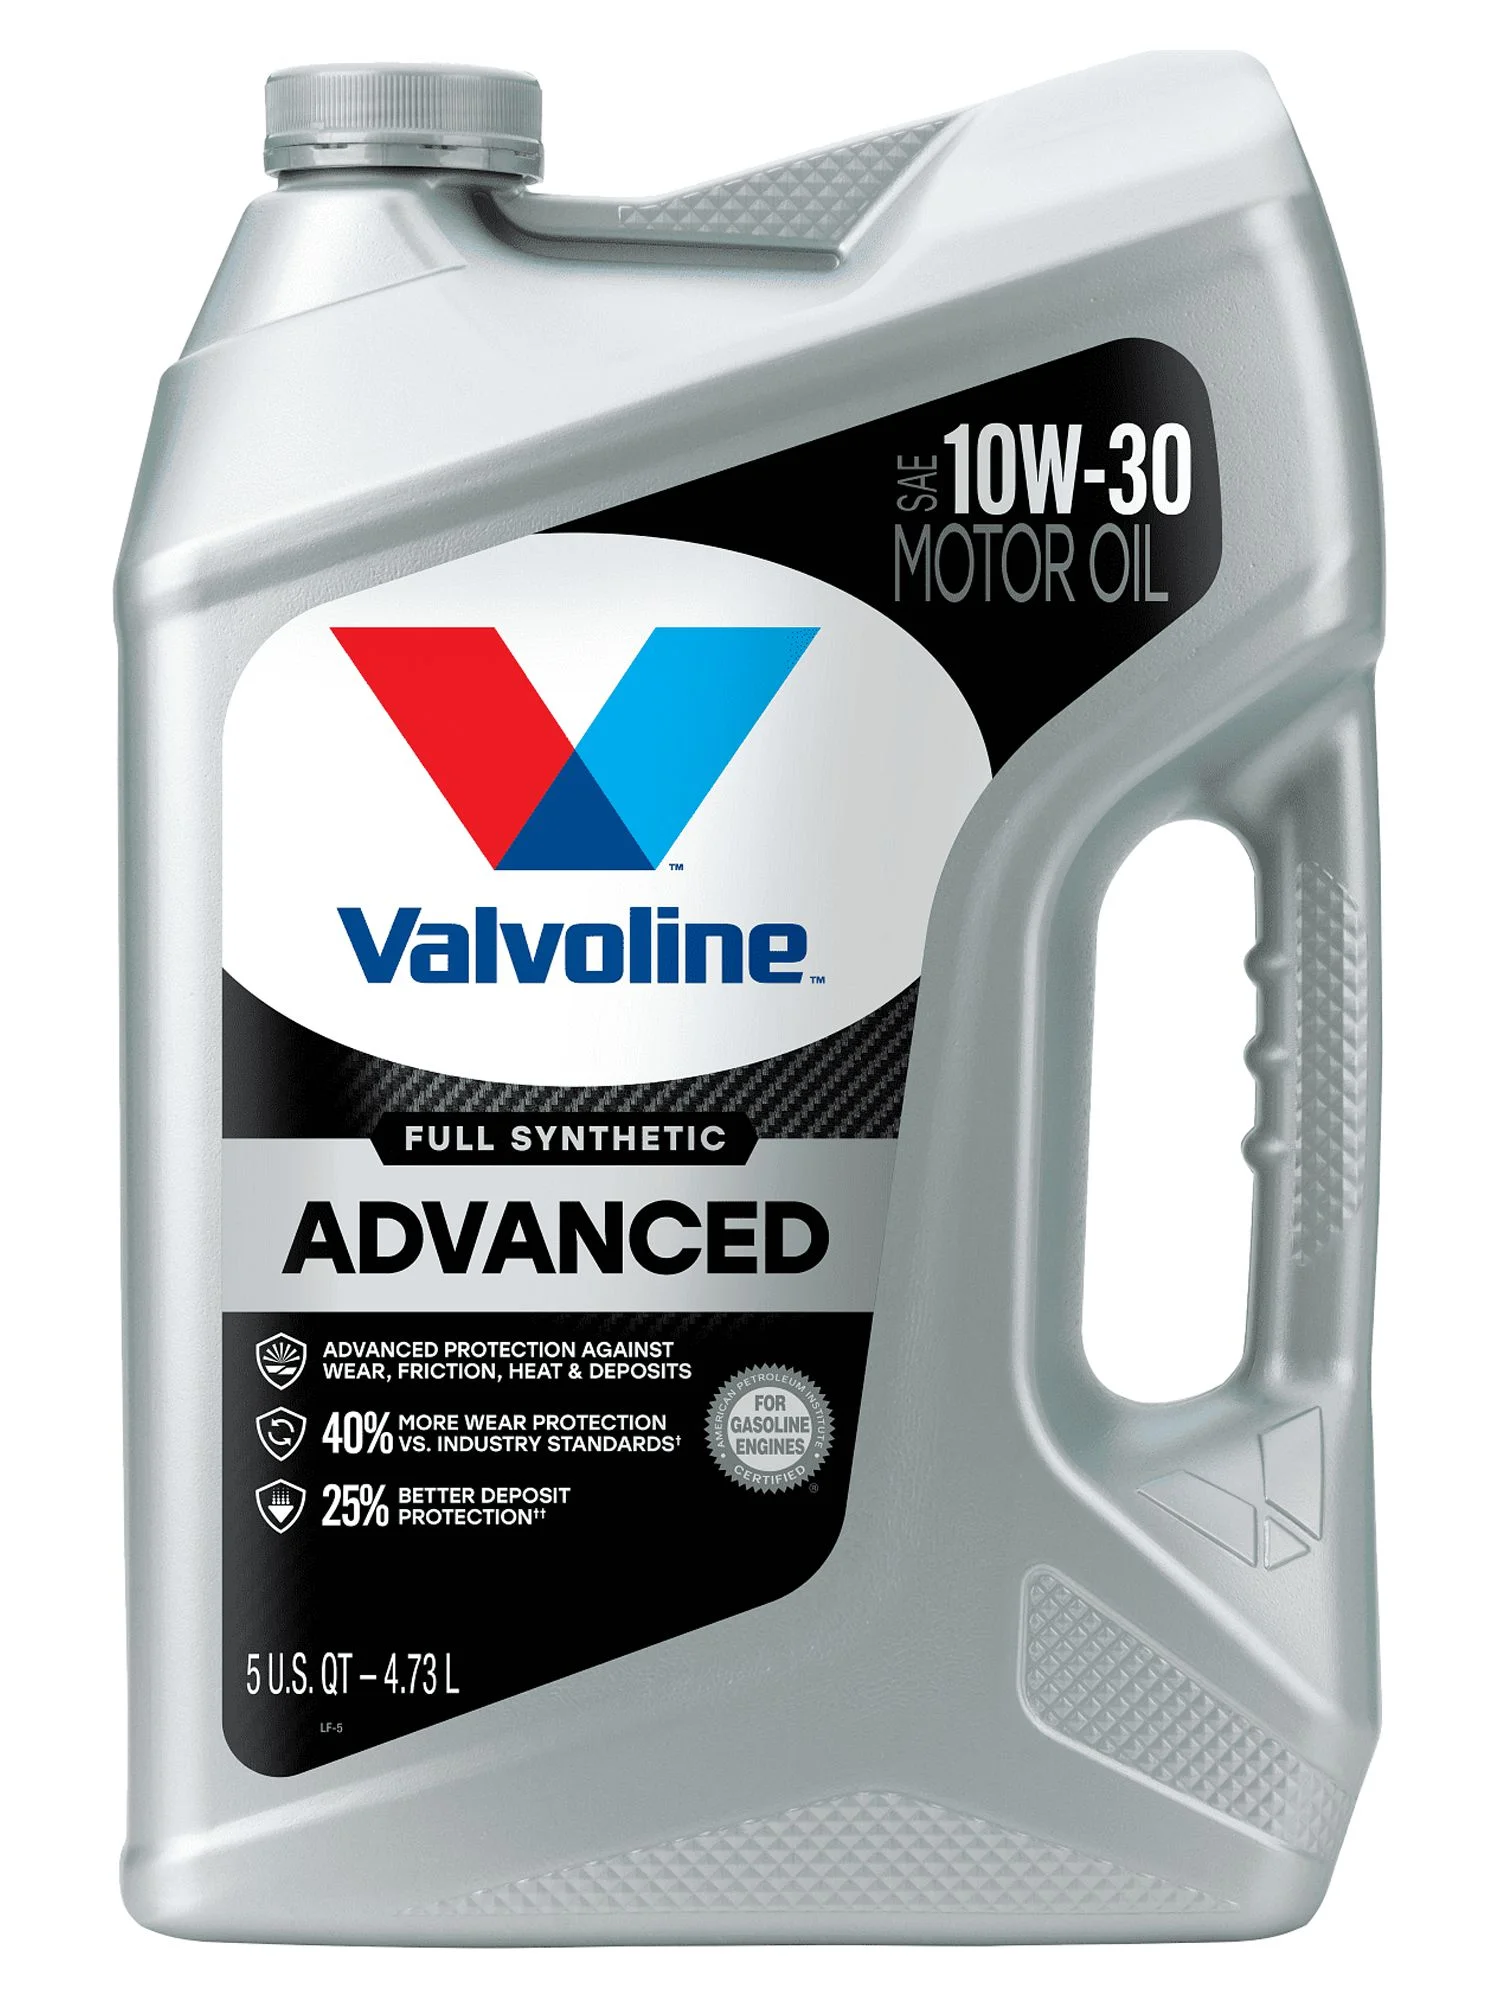 SAE 10W-30
MOTOR OIL
™
Valvoline™
FULL SYNTHETIC
ADVANCED
ADVANCED PROTECTION AGAINST
WEAR, FRICTION, HEAT & DEPOSITS
40% MORE WEAR PROTECTION
VS. INDUSTRY STANDARDS†
25% BETTER DEPOSIT
PROTECTION††
AMERICAN PETROLEUM INSTITUTE
FOR
GASOLINE
ENGINES
CERTIFIED
®
5 U.S. QT – 4.73 L
LF-5